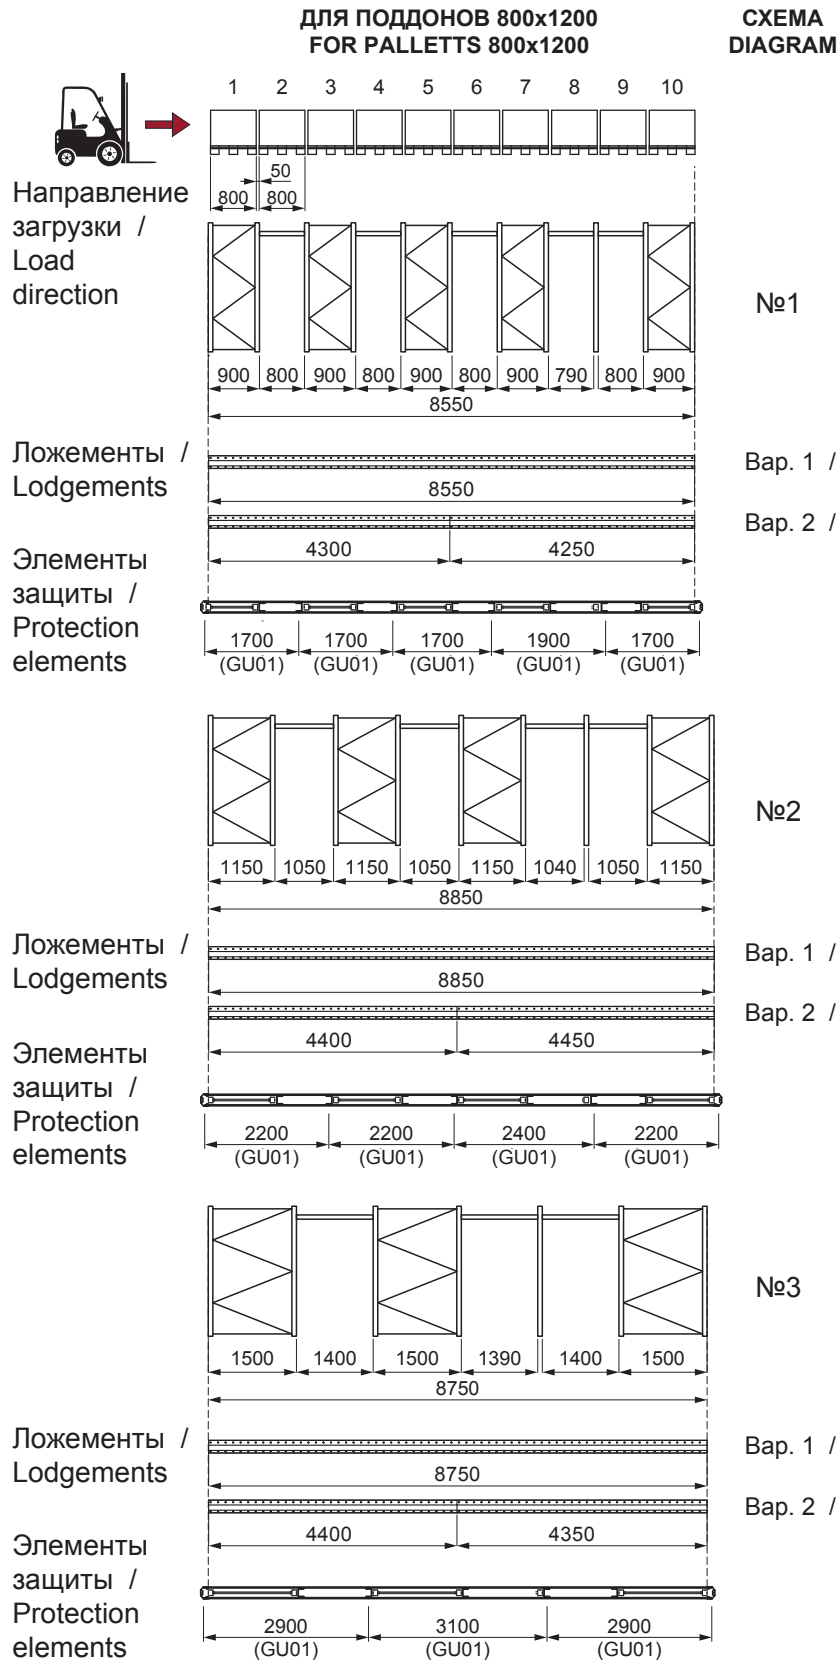 ДЛЯ ПОДДОНОВ 800x1200
FOR PALLETTS 800x1200
СХЕМА
DIAGRAM
1 2 3 4 5 6 7 8 9 10
50
800 800
Направление
загрузки /
Load
direction
№1
900 800 900 800 900 800 900 790 800 900
8550
Ложементы /
Lodgements
Вар. 1 /
8550
Вар. 2 /
4300 4250
Элементы
защиты /
Protection
elements
1700 1700 1700 1900 1700
(GU01) (GU01) (GU01) (GU01) (GU01)
№2
1150 1050 1150 1050 1150 1040 1050 1150
8850
Ложементы /
Lodgements
Вар. 1 /
8850
Вар. 2 /
4400 4450
Элементы
защиты /
Protection
elements
2200 2200 2400 2200
(GU01) (GU01) (GU01) (GU01)
№3
1500 1400 1500 1390 1400 1500
8750
Ложементы /
Lodgements
Вар. 1 /
8750
Вар. 2 /
4400 4350
Элементы
защиты /
Protection
elements
2900 3100 2900
(GU01) (GU01) (GU01)